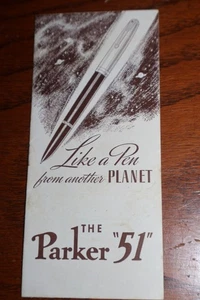 Like a Pen
from another PLANET
THE
Parker "51"